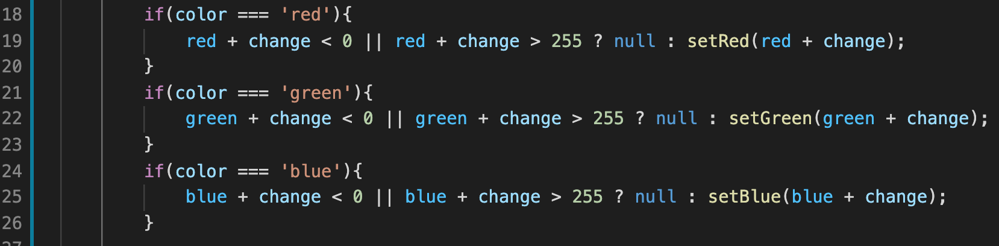 18 if(color === 'red'){
19 red + change < 0 || red + change > 255 ? null : setRed(red + change);
20 }
21 if(color === 'green'){
22 green + change < 0 || green + change > 255 ? null : setGreen(green + change);
23 }
24 if(color === 'blue'){
25 blue + change < 0 || blue + change > 255 ? null : setBlue(blue + change);
26 }
27